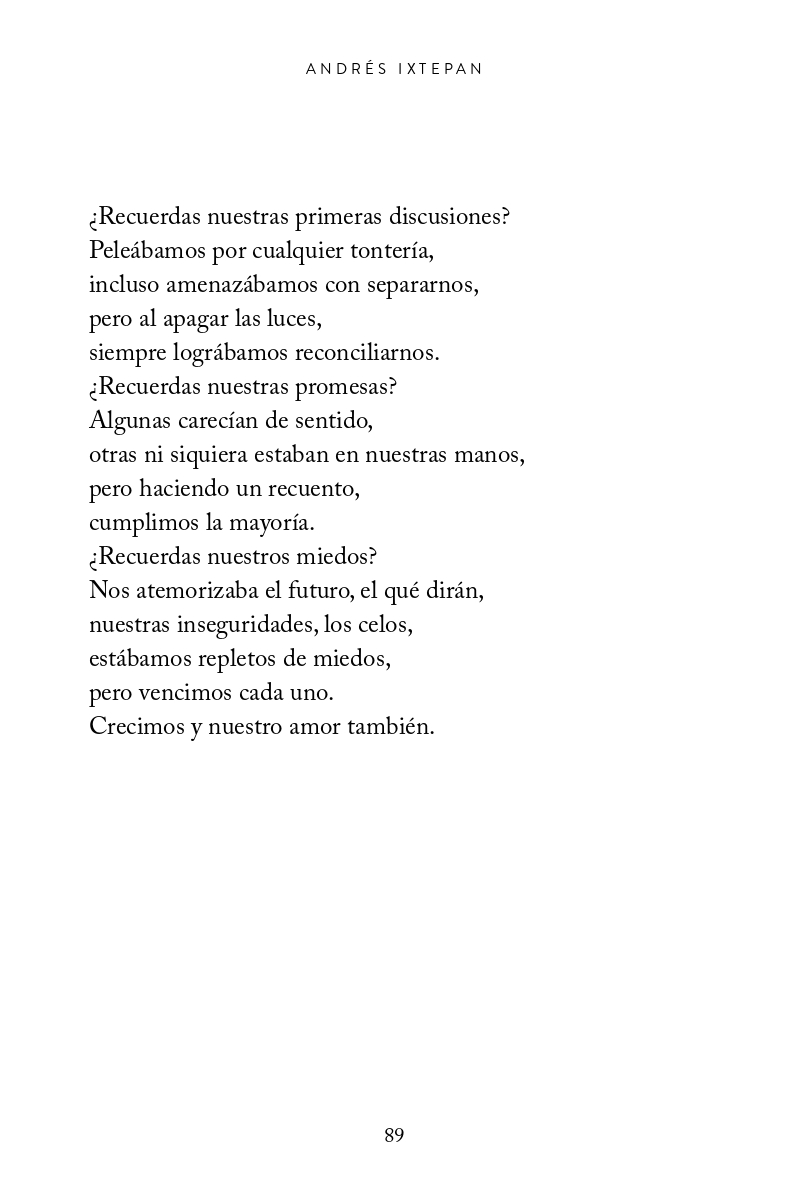 ANDRÉS IXTEPAN
¿Recuerdas nuestras primeras discusiones?
Peleábamos por cualquier tontería,
incluso amenazábamos con separarnos,
pero al apagar las luces,
siempre lográbamos reconciliarnos.
¿Recuerdas nuestras promesas?
Algunas carecían de sentido,
otras ni siquiera estaban en nuestras manos,
pero haciendo un recuento,
cumplimos la mayoría.
¿Recuerdas nuestros miedos?
Nos atemorizaba el futuro, el qué dirán,
nuestras inseguridades, los celos,
estábamos repletos de miedos,
pero vencimos cada uno.
Crecimos y nuestro amor también.
89